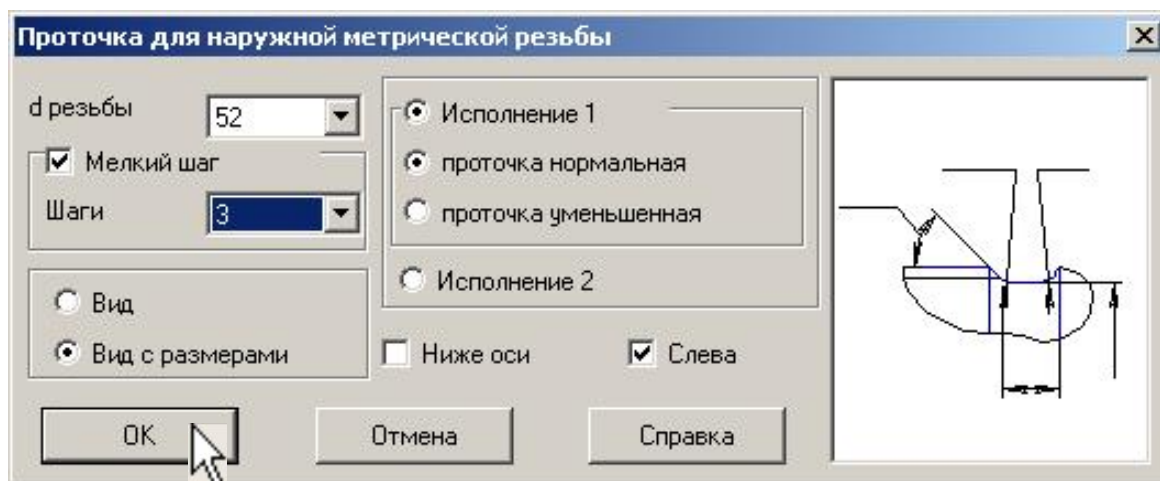 Проточка для наружной метрической резьбы
d резьбы 52
Мелкий шаг
Шаги 3
Вид
Вид с размерами
Исполнение 1
проточка нормальная
проточка уменьшенная
Исполнение 2
Ниже оси
Слева
OK
Отмена
Справка